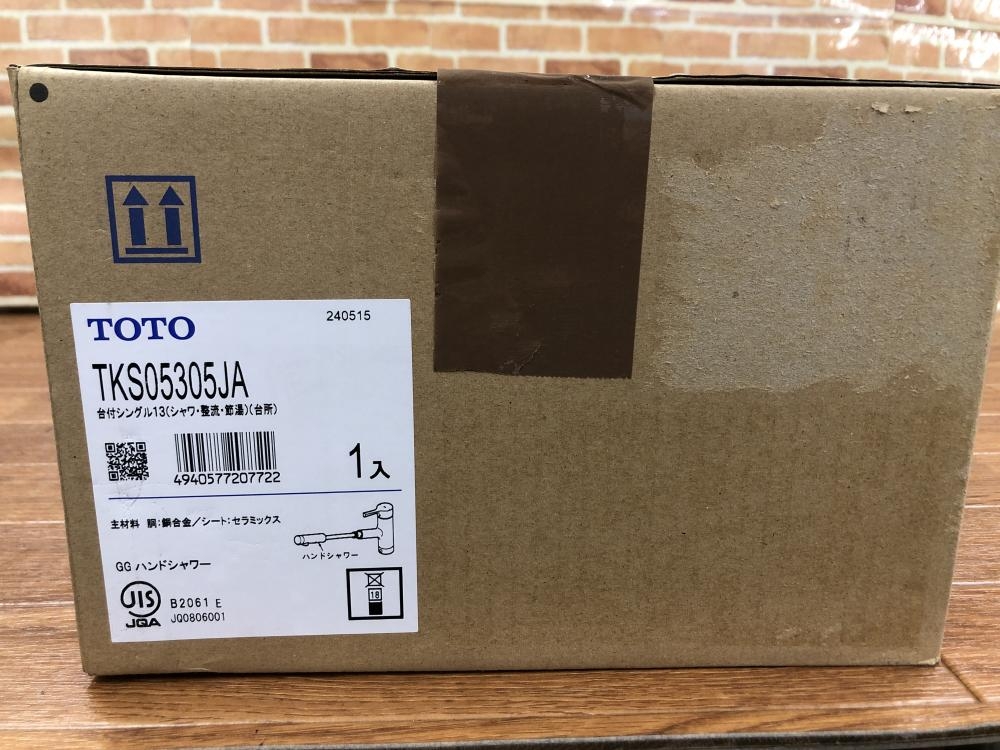 TOTO
240515
TKS05305JA
台付シングル13(シャワ・整流・節湯)(台所)
4940577207722
1入
主材料 胴:銅合金/シート:セラミックス
ハンドシャワー
GG ハンドシャワー
18
JIS
JQA
B2061 E
JQ0806001